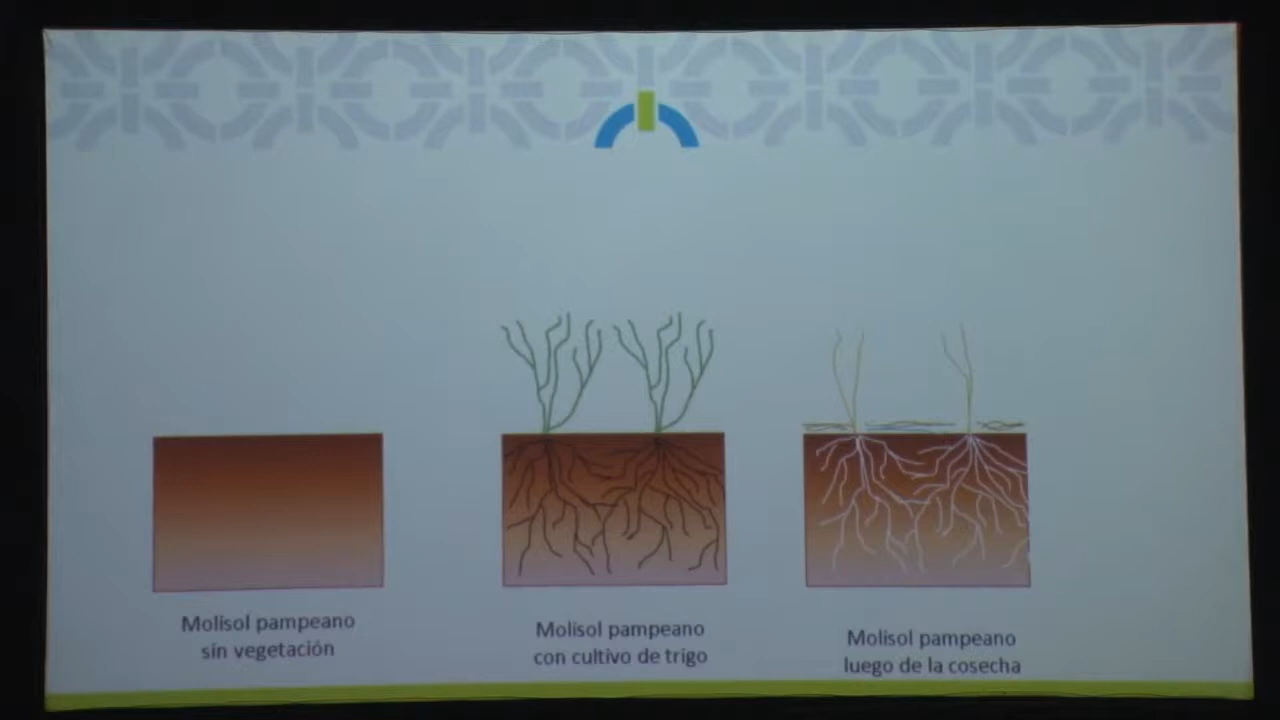 Molisol pampeano
sin vegetación
Molisol pampeano
con cultivo de trigo
Molisol pampeano
luego de la cosecha